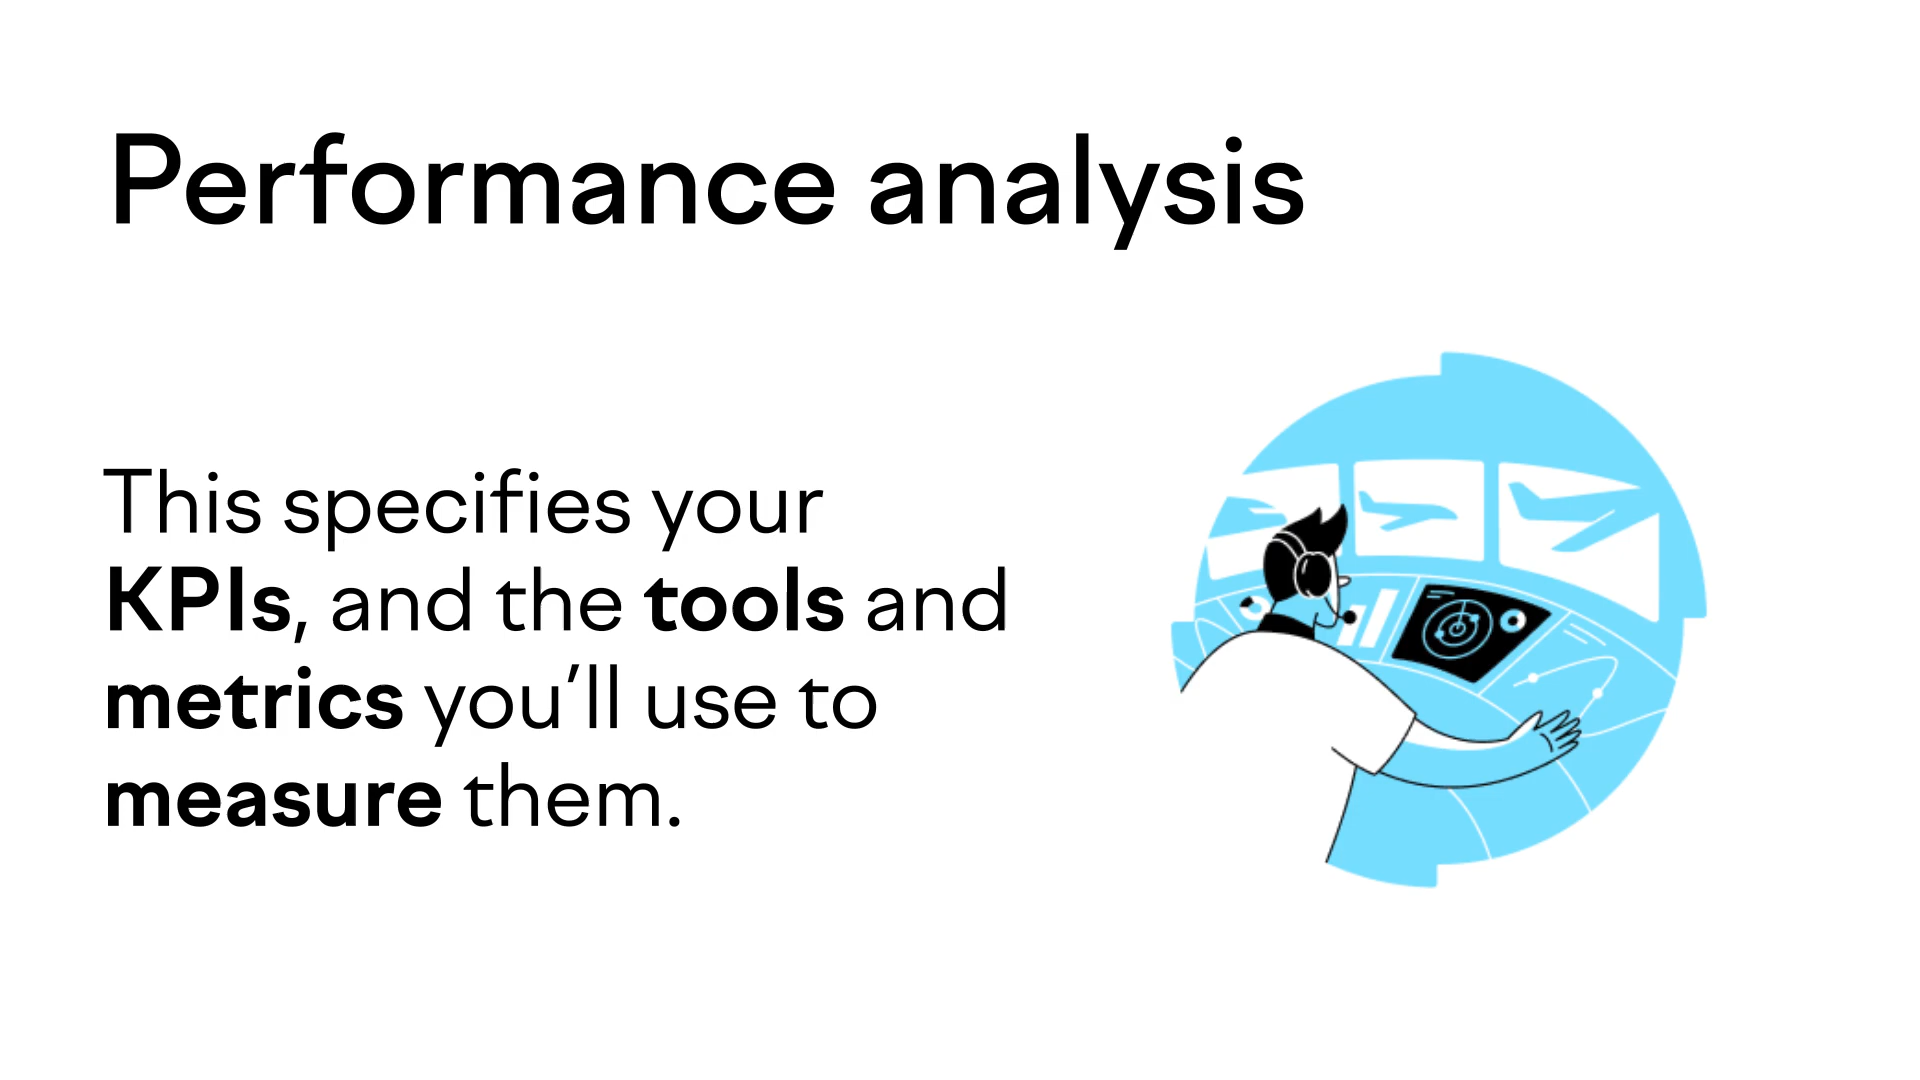 Performance analysis
This specifies your
KPIs, and the tools and
metrics you’ll use to
measure them.